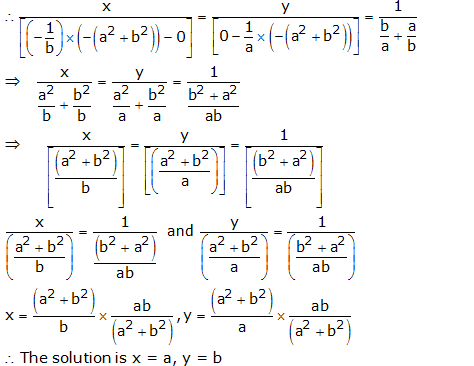 ∴ x/[(-1/b)×(-(a² + b²)) - 0] = y/[0 - 1/a × (-(a² + b²))] = 1/(b/a + a/b)
⇒ x/(a²/b + b²/b) = y/(a²/a + b²/a) = 1/((b² + a²)/ab)
⇒ x/[(a² + b²)/b] = y/[((a² + b²)/a)] = 1/[(b² + a²)/ab]
x/((a² + b²)/b) = 1/((b² + a²)/ab) and y/((a² + b²)/a) = 1/((b² + a²)/ab)
x = (a² + b²)/b × ab/(a² + b²), y = (a² + b²)/a × ab/(a² + b²)
∴ The solution is x = a, y = b